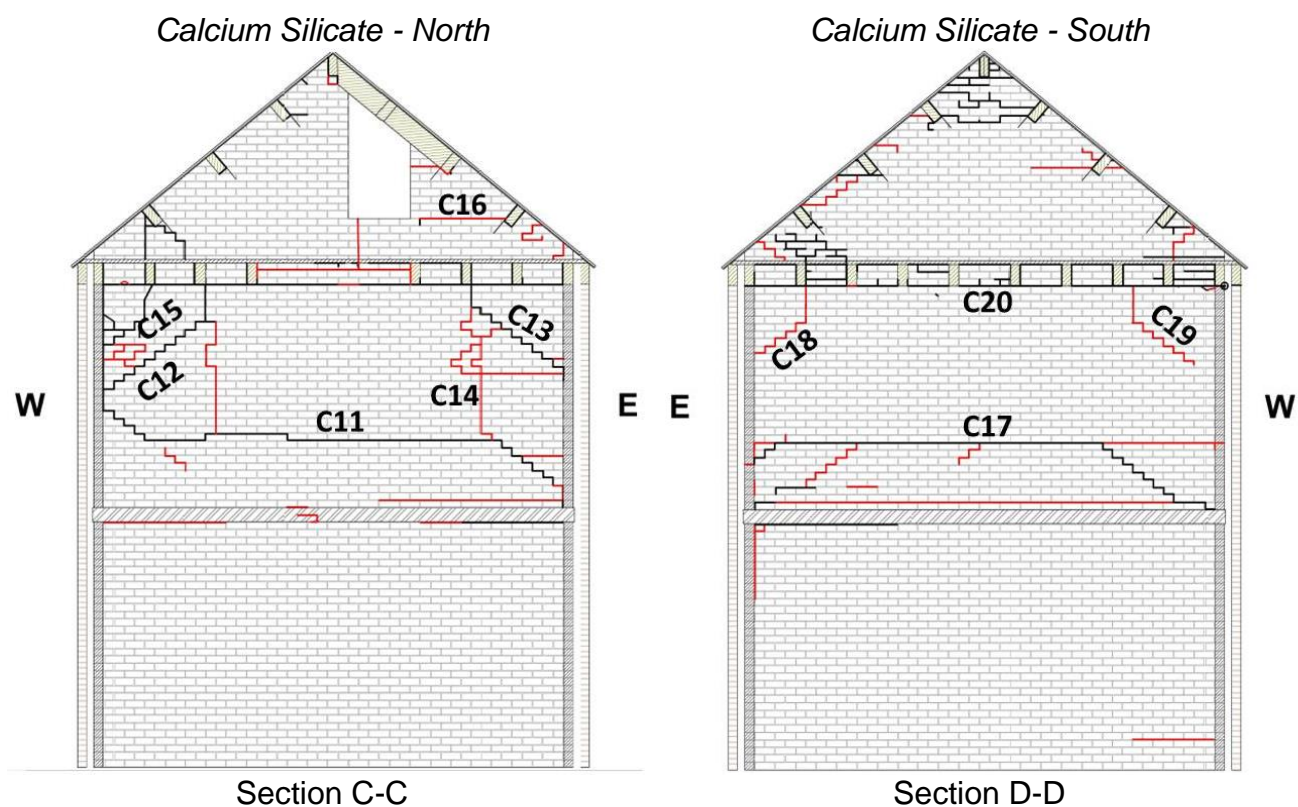 Calcium Silicate - North
C16
C15
C13
C12
C14
W
E
C11
Section C-C
Calcium Silicate - South
C20
C18
C19
E
W
C17
Section D-D